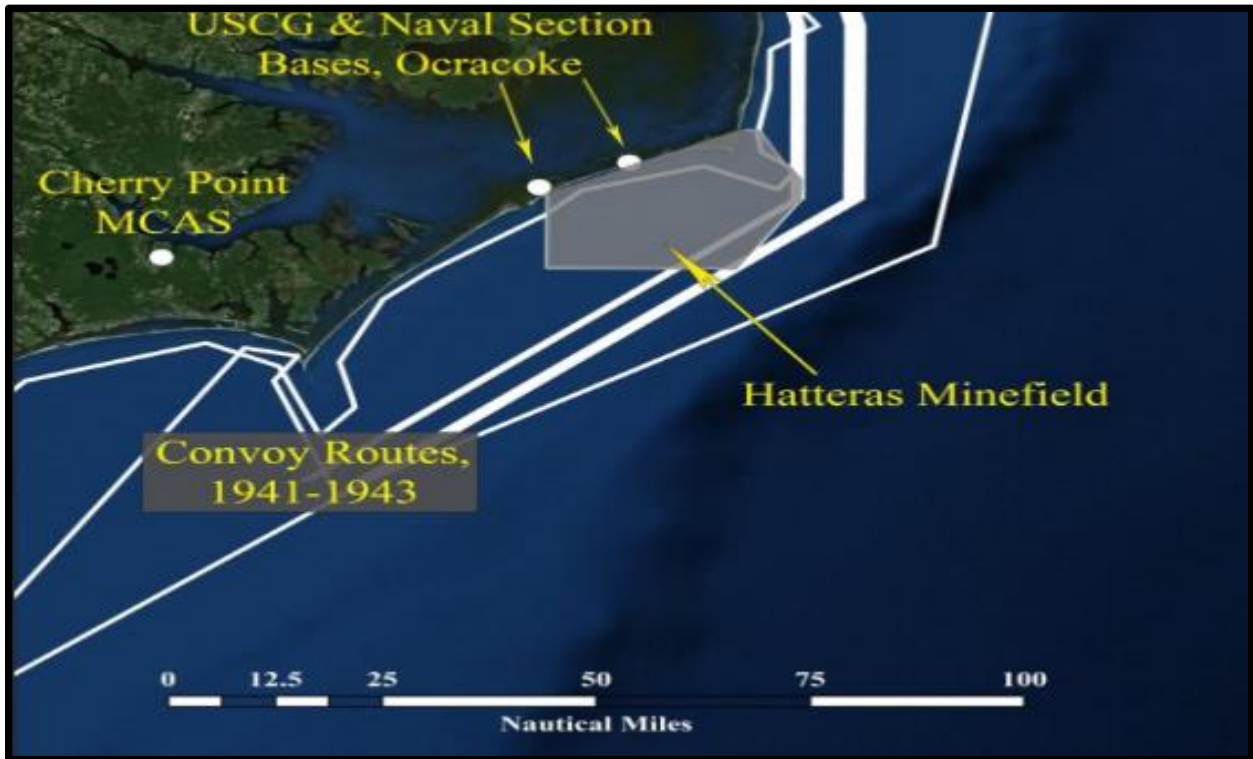 USCG & Naval Section
Bases, Ocracoke
Cherry Point
MCAS
Hatteras Minefield
Convoy Routes,
1941-1943
0 12.5 25 50 75 100
Nautical Miles